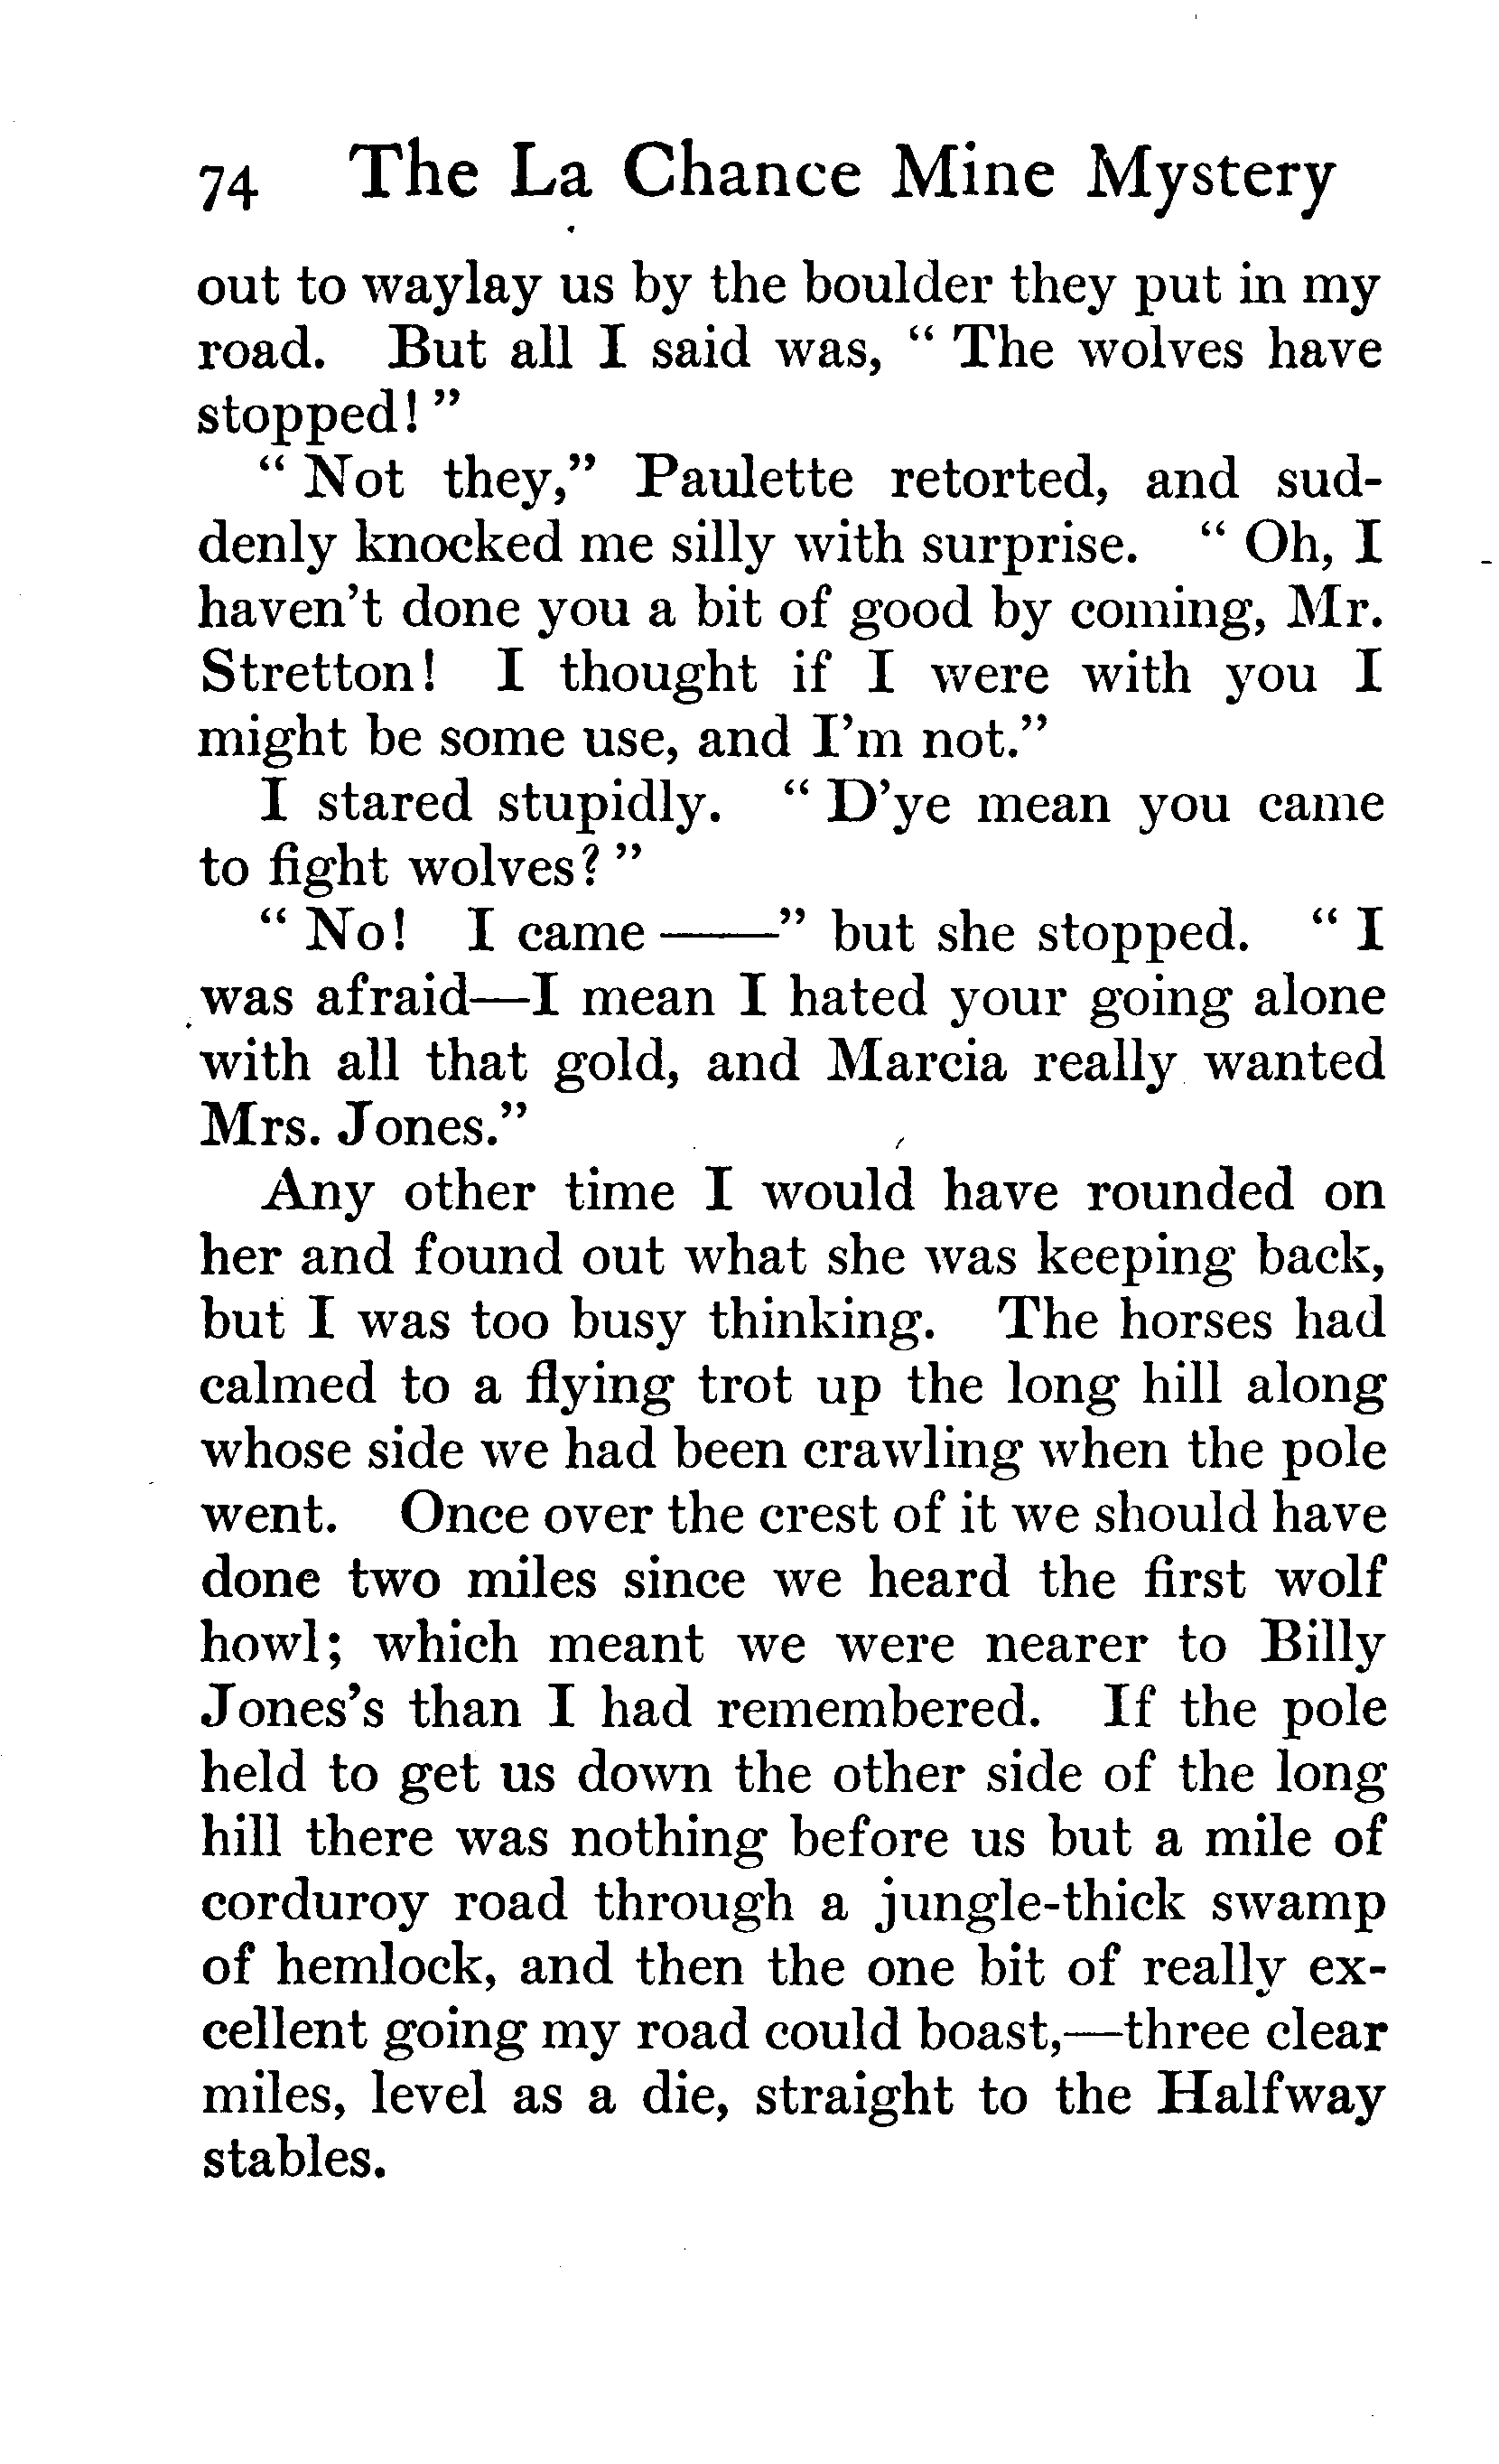 74 The La Chance Mine Mystery
out to waylay us by the boulder they put in my
road. But all I said was, " The wolves have
stopped! "
" Not they," Paulette retorted, and sud-
denly knocked me silly with surprise. " Oh, I
haven't done you a bit of good by coming, Mr.
Stretton! I thought if I were with you I
might be some use, and I'm not."
I stared stupidly. " D'ye mean you came
to fight wolves? "
" No! I came ——" but she stopped. " I
was afraid—I mean I hated your going alone
with all that gold, and Marcia really wanted
Mrs. Jones."
Any other time I would have rounded on
her and found out what she was keeping back,
but I was too busy thinking. The horses had
calmed to a flying trot up the long hill along
whose side we had been crawling when the pole
went. Once over the crest of it we should have
done two miles since we heard the first wolf
howl; which meant we were nearer to Billy
Jones's than I had remembered. If the pole
held to get us down the other side of the long
hill there was nothing before us but a mile of
corduroy road through a jungle-thick swamp
of hemlock, and then the one bit of really ex-
cellent going my road could boast,—three clear
miles, level as a die, straight to the Halfway
stables.